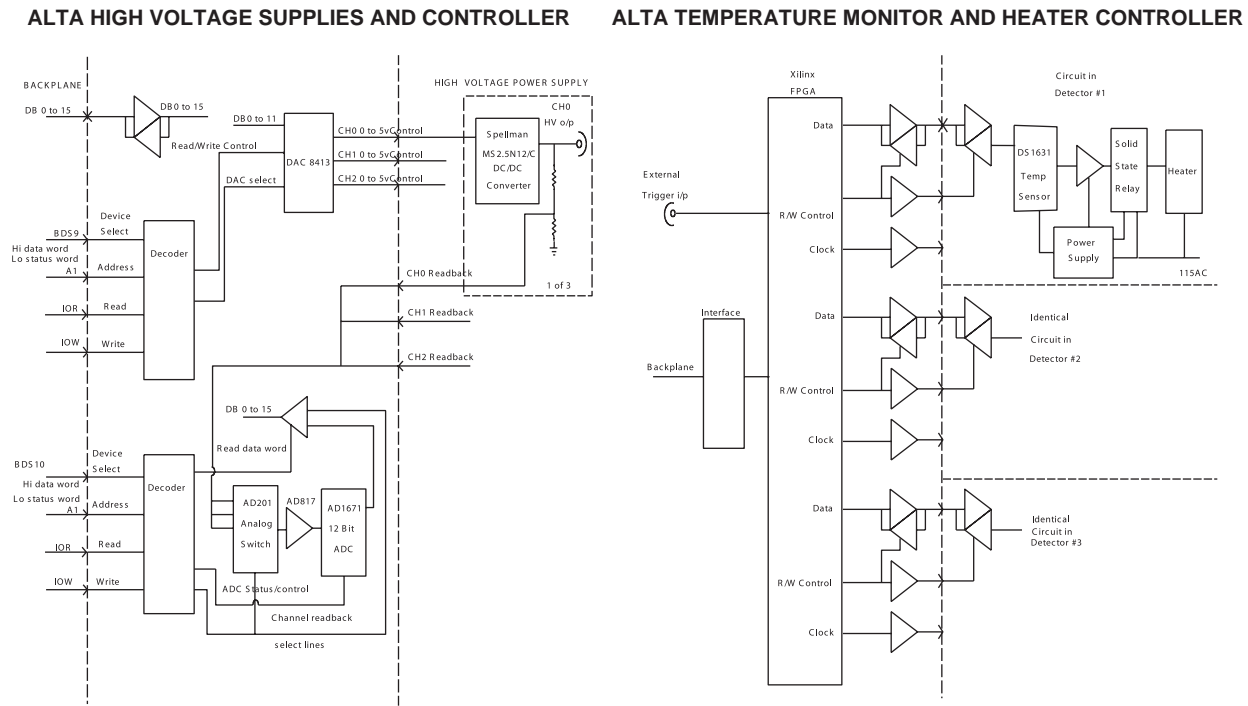 ALTA HIGH VOLTAGE SUPPLIES AND CONTROLLER
BACKPLANE
DB 0 to 15
DB0 to 15
Read/Write Control
DB0 to 11
DAC select
DAC 8413
CH0 0 to 5vControl
CH1 0 to 5vControl
CH2 0 to 5vControl
HIGH VOLTAGE POWER SUPPLY
CH0
HV o/p
Spellman
MS2.5N12/C
DC/DC
Converter
1 of 3
Device
Select
BDS9
Hi data word
Lo status word
A1
Address
IOR
Read
IOW
Write
Decoder
CH0 Readback
CH1 Readback
CH2 Readback
DB 0 to 15
Read data word
Device
Select
BDS10
Hi data word
Lo status word
A1
Address
IOR
Read
IOW
Write
Decoder
AD201
Analog
Switch
AD817
AD1671
12 Bit
ADC
ADC Status/control
Channel readback
select lines
ALTA TEMPERATURE MONITOR AND HEATER CONTROLLER
Xilinx
FPGA
Circuit in
Detector #1
External
Trigger i/p
Interface
Backplane
Data
R/W Control
Clock
DS1631
Temp
Sensor
Solid
State
Relay
Heater
Power
Supply
115AC
Data
R/W Control
Clock
Identical
Circuit in
Detector #2
Data
R/W Control
Clock
Identical
Circuit in
Detector #3